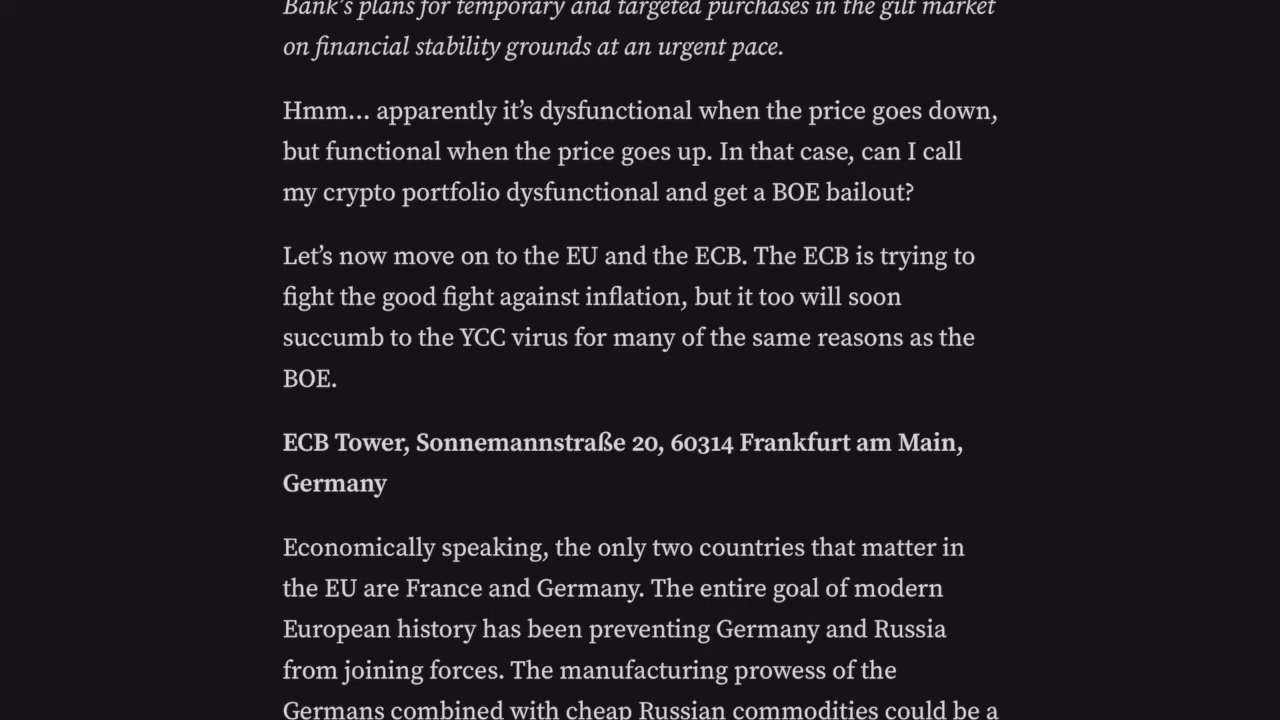 Bank’s plans for temporary and targeted purchases in the gilt market
on financial stability grounds at an urgent pace.
Hmm… apparently it’s dysfunctional when the price goes down,
but functional when the price goes up. In that case, can I call
my crypto portfolio dysfunctional and get a BOE bailout?
Let’s now move on to the EU and the ECB. The ECB is trying to
fight the good fight against inflation, but it too will soon
succumb to the YCC virus for many of the same reasons as the
BOE.
ECB Tower, Sonnemannstraße 20, 60314 Frankfurt am Main,
Germany
Economically speaking, the only two countries that matter in
the EU are France and Germany. The entire goal of modern
European history has been preventing Germany and Russia
from joining forces. The manufacturing prowess of the
Germans combined with cheap Russian commodities could be a